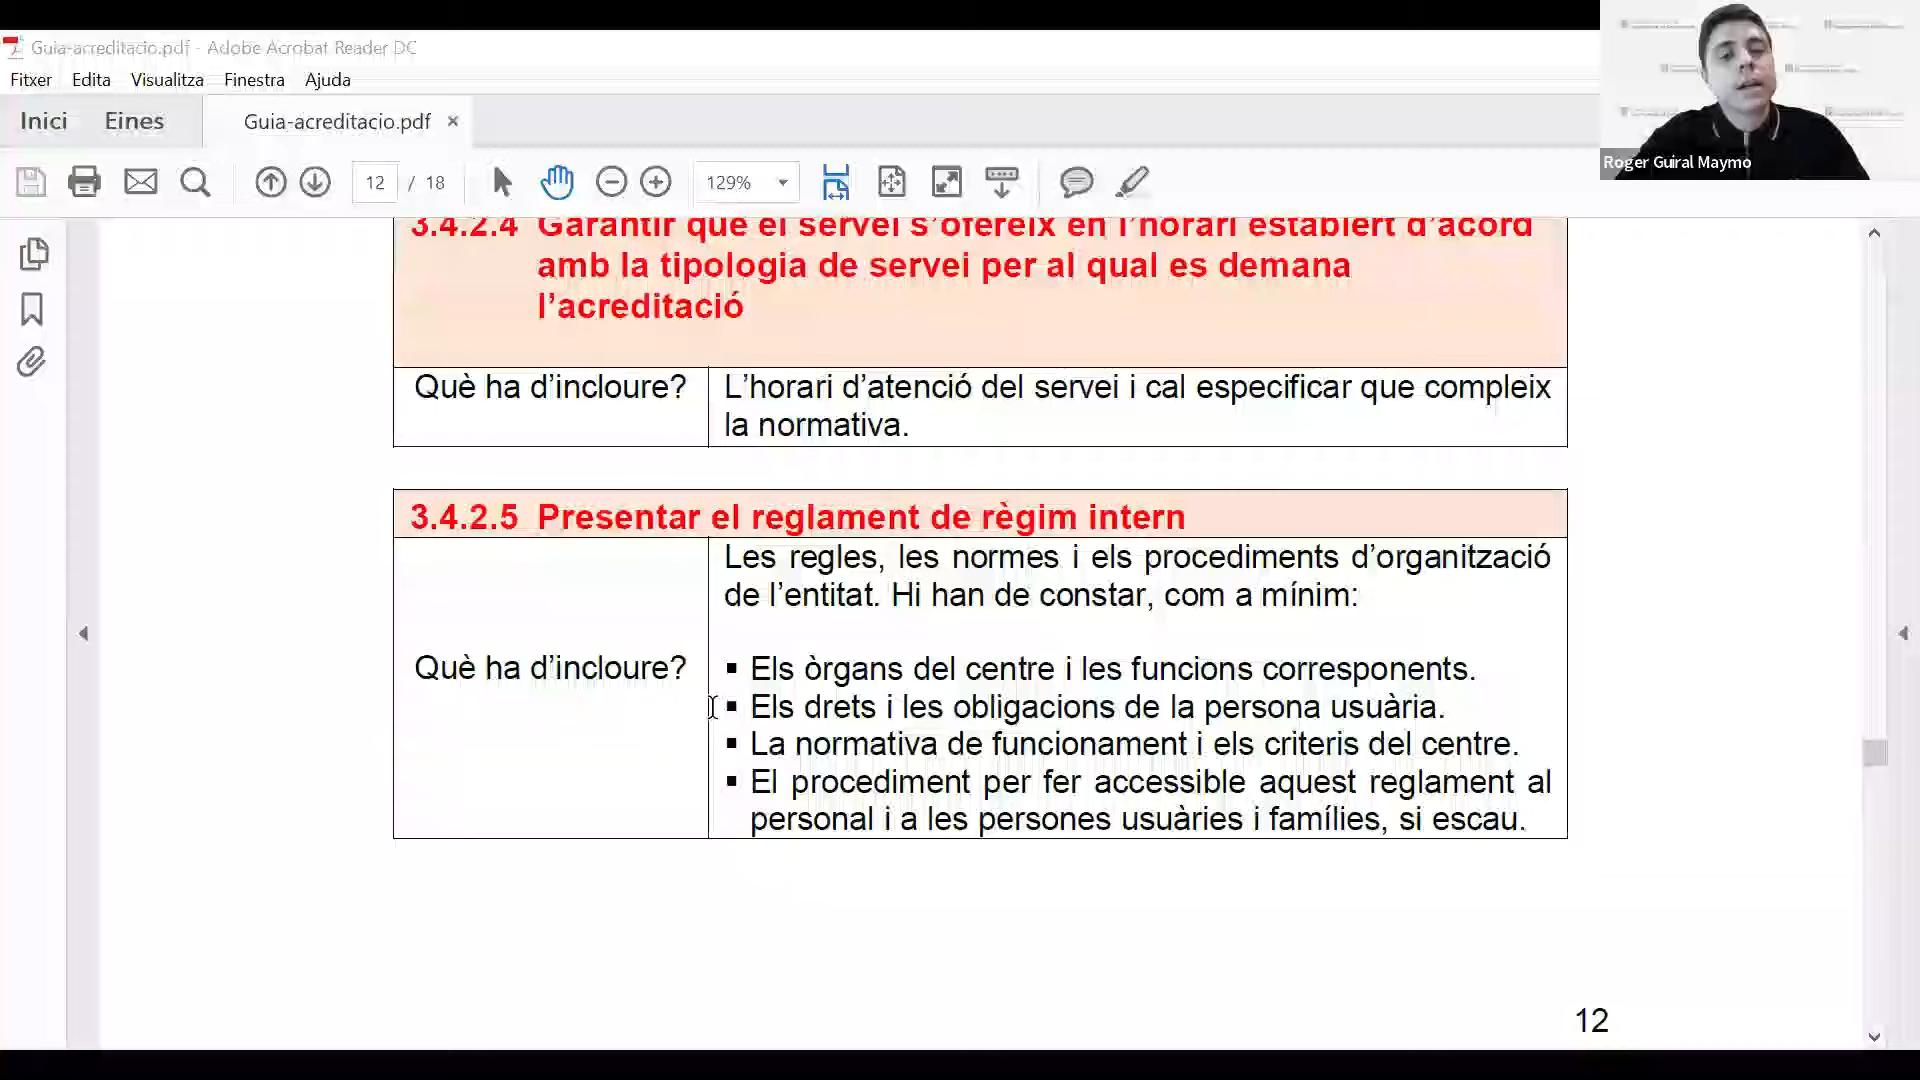 Guia-acreditacio.pdf - Adobe Acrobat Reader DC
Fitxer Edita Visualitza Finestra Ajuda
Inici Eines Guia-acreditacio.pdf ×
12 / 18 129%
Roger Guiral Maymo
3.4.2.4 Garantir que el servei s’ofereix en l’horari establert d’acord
amb la tipologia de servei per al qual es demana
l’acreditació
Què ha d’incloure? L’horari d’atenció del servei i cal especificar que compleix
la normativa.
3.4.2.5 Presentar el reglament de règim intern
Les regles, les normes i els procediments d’organització
de l’entitat. Hi han de constar, com a mínim:
Què ha d’incloure?
▪ Els òrgans del centre i les funcions corresponents.
▪ Els drets i les obligacions de la persona usuària.
▪ La normativa de funcionament i els criteris del centre.
▪ El procediment per fer accessible aquest reglament al
personal i a les persones usuàries i famílies, si escau.
12